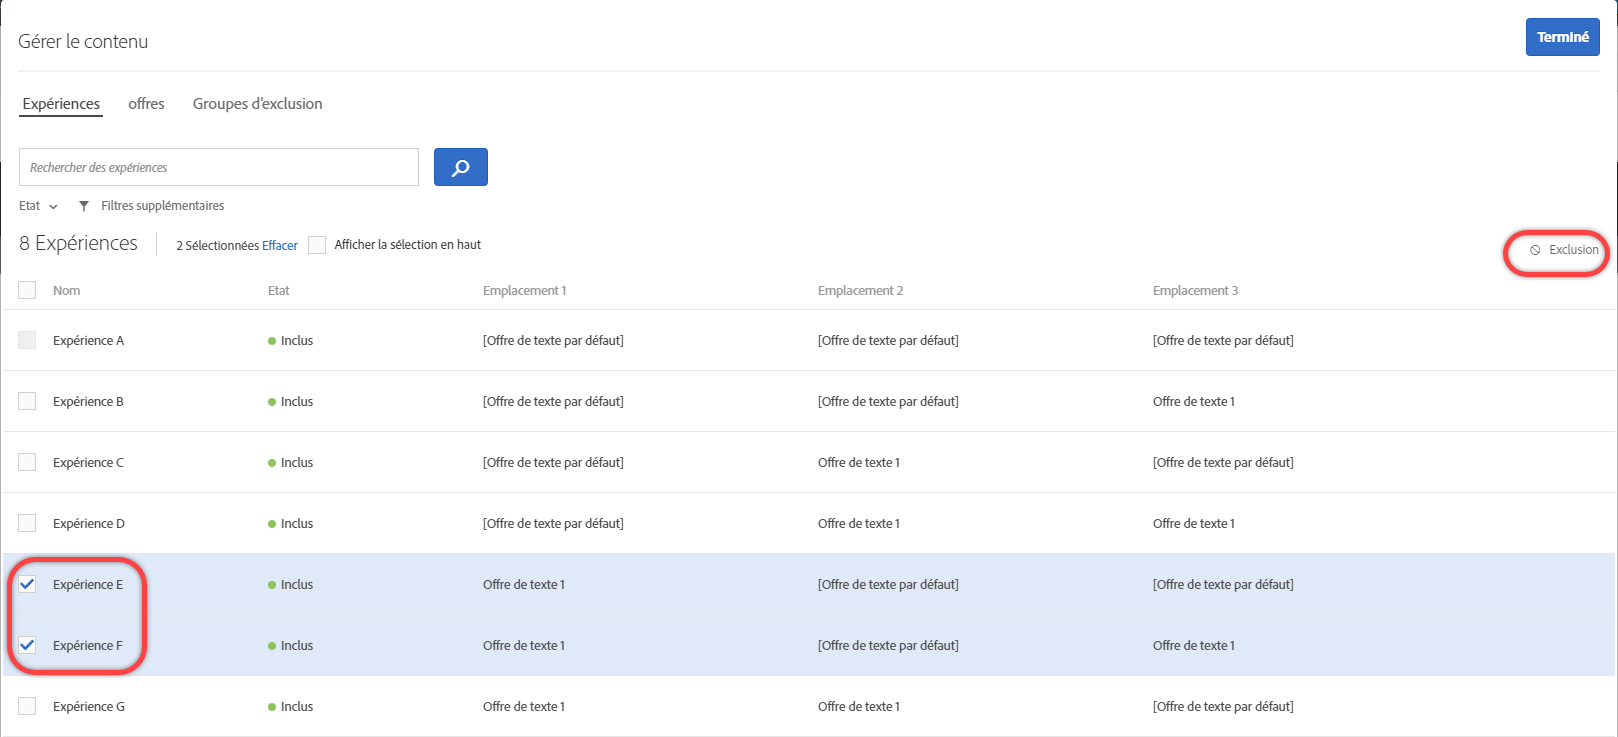 Gérer le contenu
Terminé
Expériences offres Groupes d'exclusion
Rechercher des expériences
Etat Filtres supplémentaires
8 Expériences 2 Sélectionnées Effacer Afficher la sélection en haut Exclusion
Nom Etat Emplacement 1 Emplacement 2 Emplacement 3
Expérience A Inclus [Offre de texte par défaut] [Offre de texte par défaut] [Offre de texte par défaut]
Expérience B Inclus [Offre de texte par défaut] [Offre de texte par défaut] Offre de texte 1
Expérience C Inclus [Offre de texte par défaut] Offre de texte 1 [Offre de texte par défaut]
Expérience D Inclus [Offre de texte par défaut] Offre de texte 1 Offre de texte 1
Expérience E Inclus Offre de texte 1 [Offre de texte par défaut] [Offre de texte par défaut]
Expérience F Inclus Offre de texte 1 [Offre de texte par défaut] Offre de texte 1
Expérience G Inclus Offre de texte 1 Offre de texte 1 [Offre de texte par défaut]